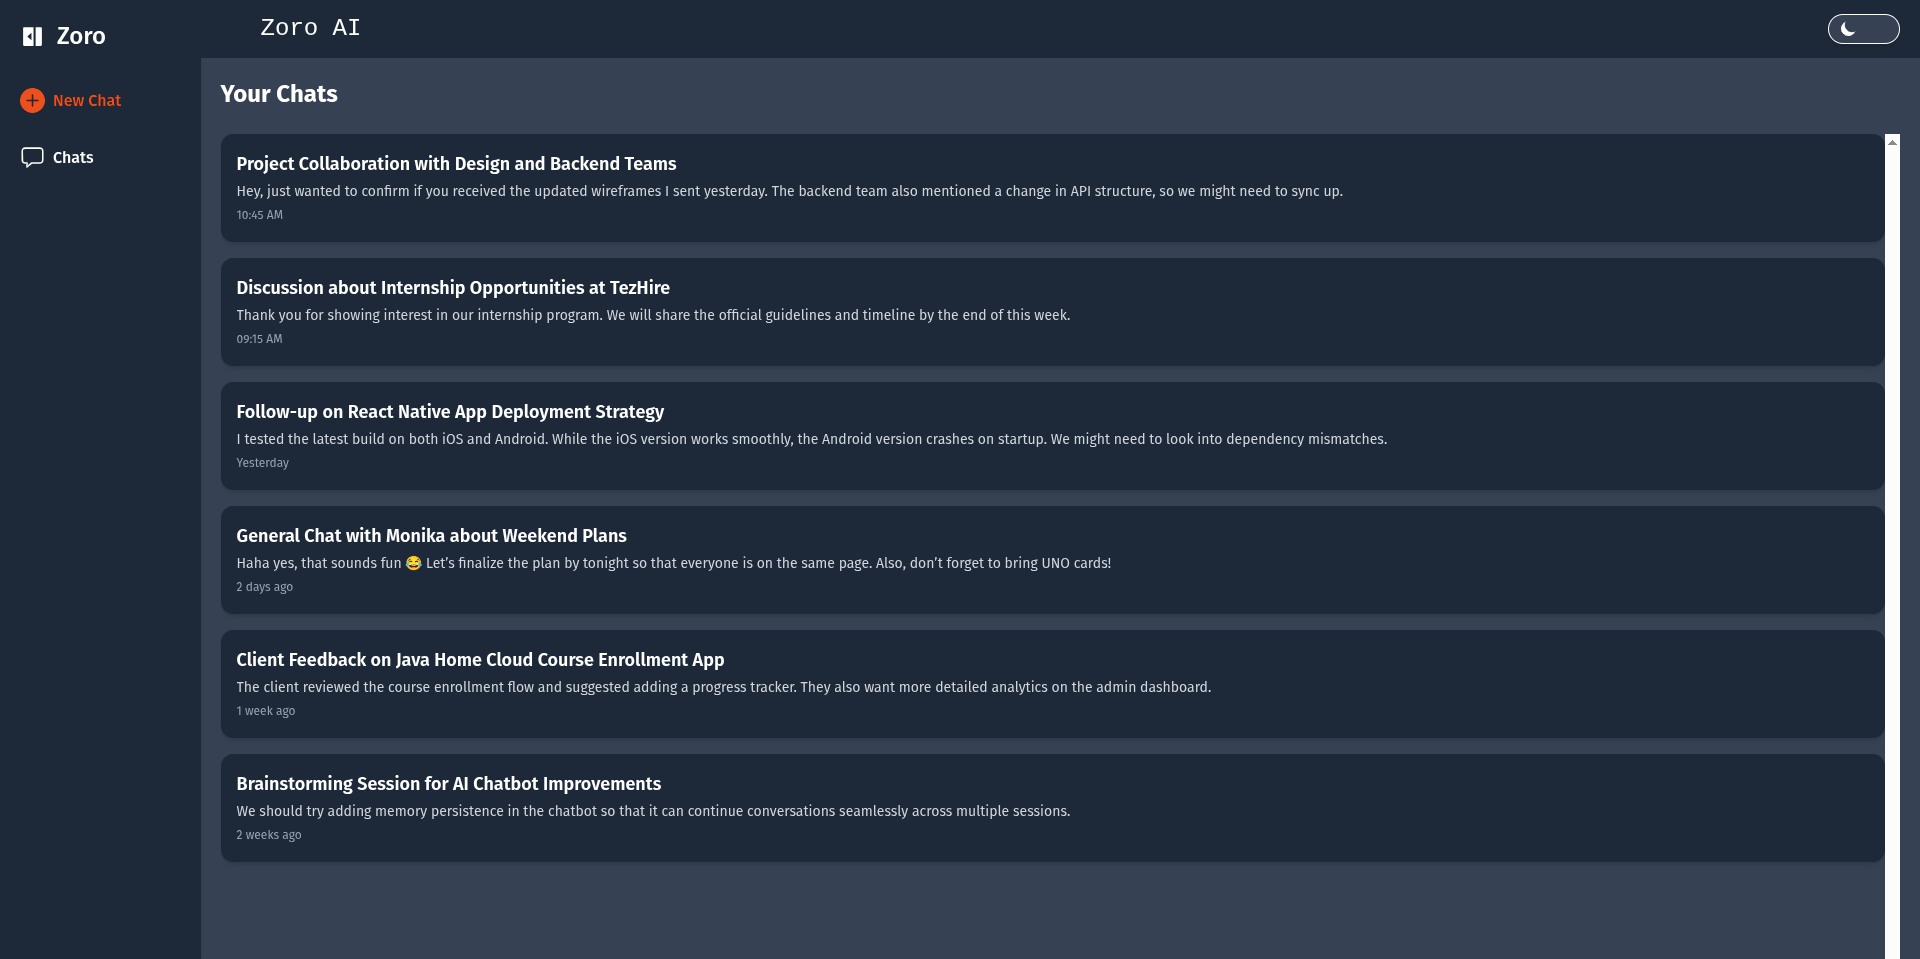 Zoro
Zoro AI
New Chat
Chats
Your Chats
Project Collaboration with Design and Backend Teams
Hey, just wanted to confirm if you received the updated wireframes I sent yesterday. The backend team also mentioned a change in API structure, so we might need to sync up.
10:45 AM
Discussion about Internship Opportunities at TezHire
Thank you for showing interest in our internship program. We will share the official guidelines and timeline by the end of this week.
09:15 AM
Follow-up on React Native App Deployment Strategy
I tested the latest build on both iOS and Android. While the iOS version works smoothly, the Android version crashes on startup. We might need to look into dependency mismatches.
Yesterday
General Chat with Monika about Weekend Plans
Haha yes, that sounds fun 😂 Let’s finalize the plan by tonight so that everyone is on the same page. Also, don’t forget to bring UNO cards!
2 days ago
Client Feedback on Java Home Cloud Course Enrollment App
The client reviewed the course enrollment flow and suggested adding a progress tracker. They also want more detailed analytics on the admin dashboard.
1 week ago
Brainstorming Session for AI Chatbot Improvements
We should try adding memory persistence in the chatbot so that it can continue conversations seamlessly across multiple sessions.
2 weeks ago